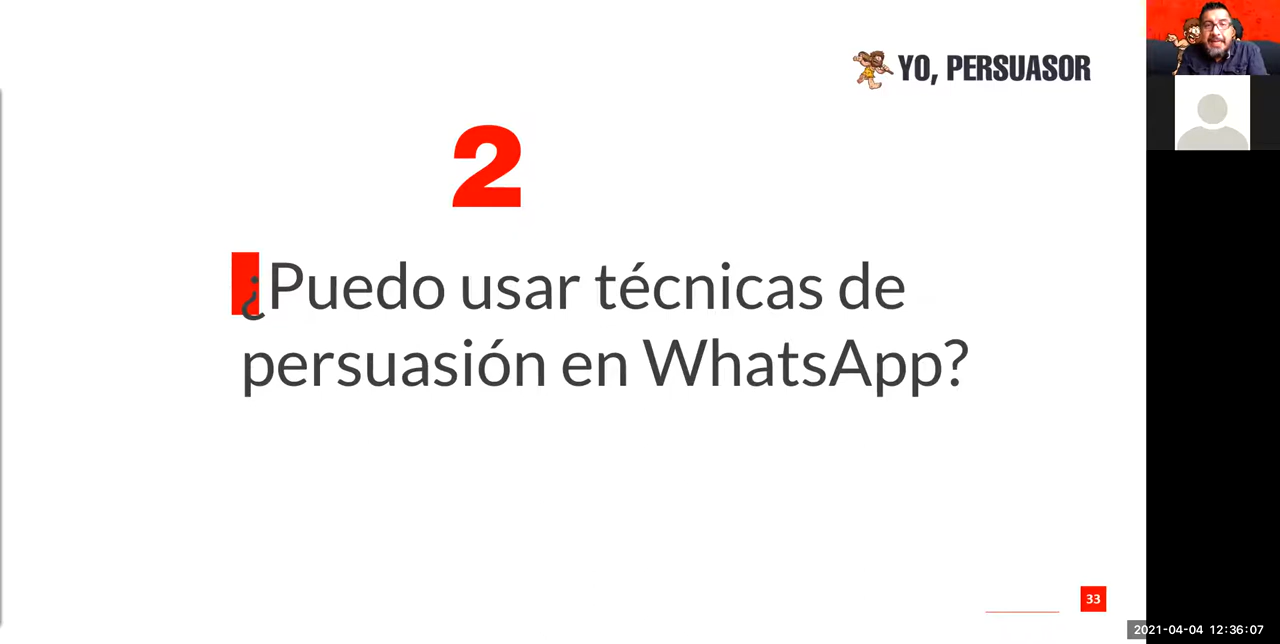 YO, PERSUASOR
2
¿Puedo usar técnicas de
persuasión en WhatsApp?
33
2021-04-04 12:36:07